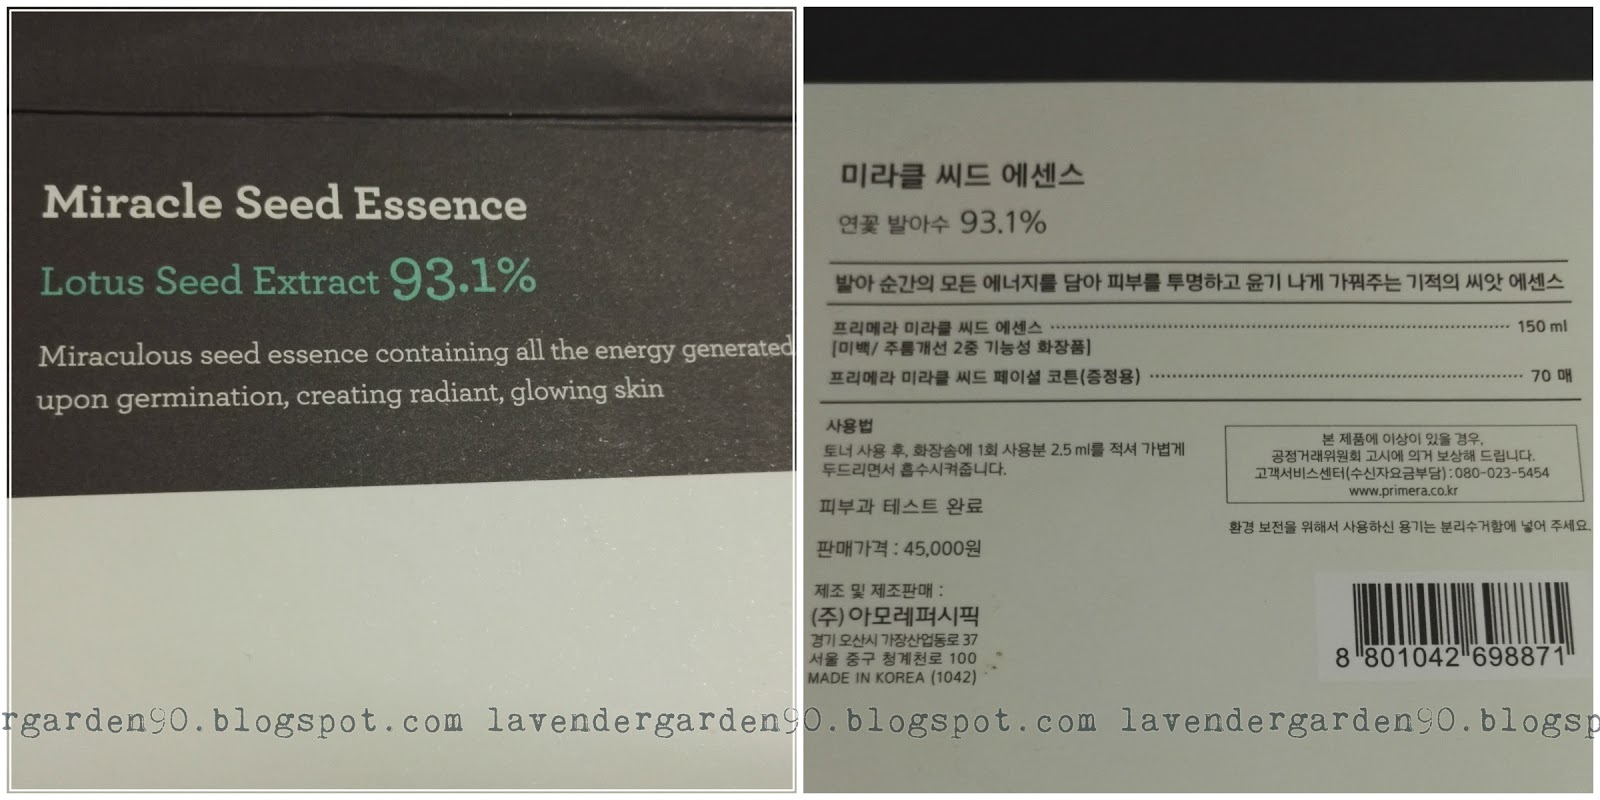 Miracle Seed Essence
Lotus Seed Extract 93.1%
Miraculous seed essence containing all the energy generated
upon germination, creating radiant, glowing skin
미라클 씨드 에센스
연꽃 발아수 93.1%
발아 순간의 모든 에너지를 담아 피부를 투명하고 윤기 나게 가꿔주는 기적의 씨앗 에센스
프리메라 미라클 씨드 에센스 150 ml
[미백/ 주름개선 2중 기능성 화장품]
프리메라 미라클 씨드 페이셜 코튼(증정용) 70 매
사용법
토너 사용 후, 화장솜에 1회 사용분 2.5 ml를 적셔 가볍게
두드리면서 흡수시켜줍니다.
피부과 테스트 완료
판매가격 : 45,000원
제조 및 제조판매 :
(주)아모레퍼시픽
경기 오산시 가장산업동로 37
서울 중구 청계천로 100
MADE IN KOREA (1042)
본 제품에 이상이 있을 경우,
공정거래위원회 고시에 의거 보상해 드립니다.
고객서비스센터(수신자요금부담) : 080-023-5454
www.primera.co.kr
환경 보전을 위해서 사용하신 용기는 분리수거함에 넣어 주세요.
8 801042 698871
rgarden90.blogspot.com lavendergarden90.blogspot.com lavendergarden90.blogsp